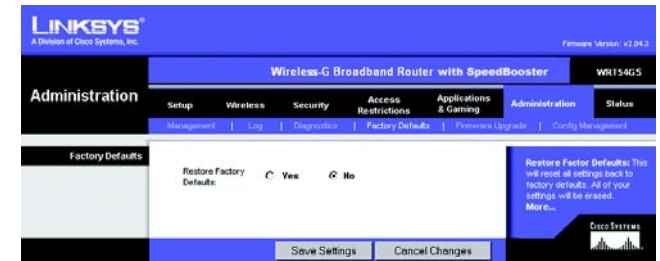 LINKSYS®
A Division of Cisco Systems, Inc.
Firmware Version: v2.04.3
Wireless-G Broadband Router with SpeedBooster
WRT54GS
Administration
Setup
Wireless
Security
Access Restrictions
Applications & Gaming
Administration
Status
Management | Log | Diagnostics | Factory Defaults | Firmware Upgrade | Config Management
Factory Defaults
Restore Factory
Defaults:
Yes
No
Restore Factor Defaults: This
will reset all settings back to
factory defaults. All of your
settings will be
erased.
More...
CISCO SYSTEMS
Save Settings
Cancel Changes